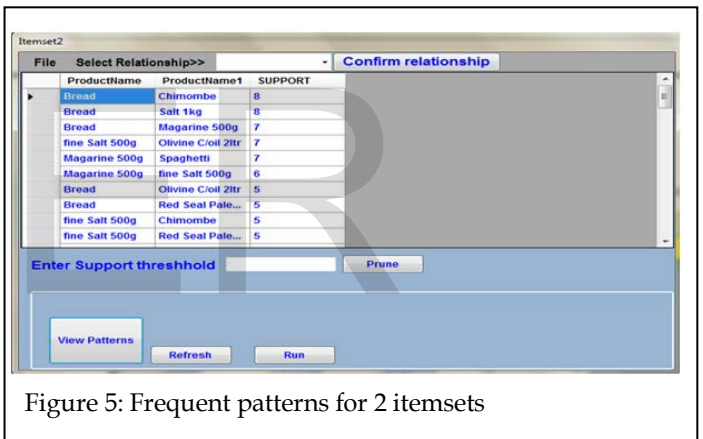 Itemset2
File Select Relationship>> Confirm relationship
ProductName ProductName1 SUPPORT
Bread Chimombe 8
Bread Salt 1kg 8
Bread Magarine 500g 7
fine Salt 500g Olivine C/oil 2ltr 7
Magarine 500g Spaghetti 7
Magarine 500g fine Salt 500g 6
Bread Olivine C/oil 2ltr 5
Bread Red Seal Pale... 5
fine Salt 500g Chimombe 5
fine Salt 500g Red Seal Pale... 5
Enter Support threshhold Prune
View Patterns
Refresh Run
Figure 5: Frequent patterns for 2 itemsets